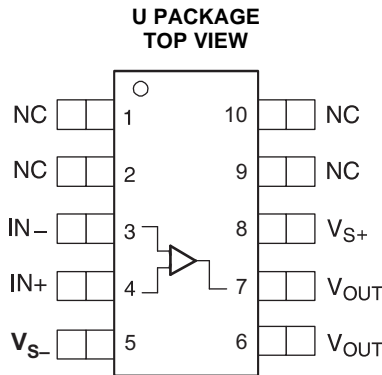 U PACKAGE
TOP VIEW
NC 1 10 NC
NC 2 9 NC
IN− 3 8 VS+
IN+ 4 7 VOUT
VS− 5 6 VOUT